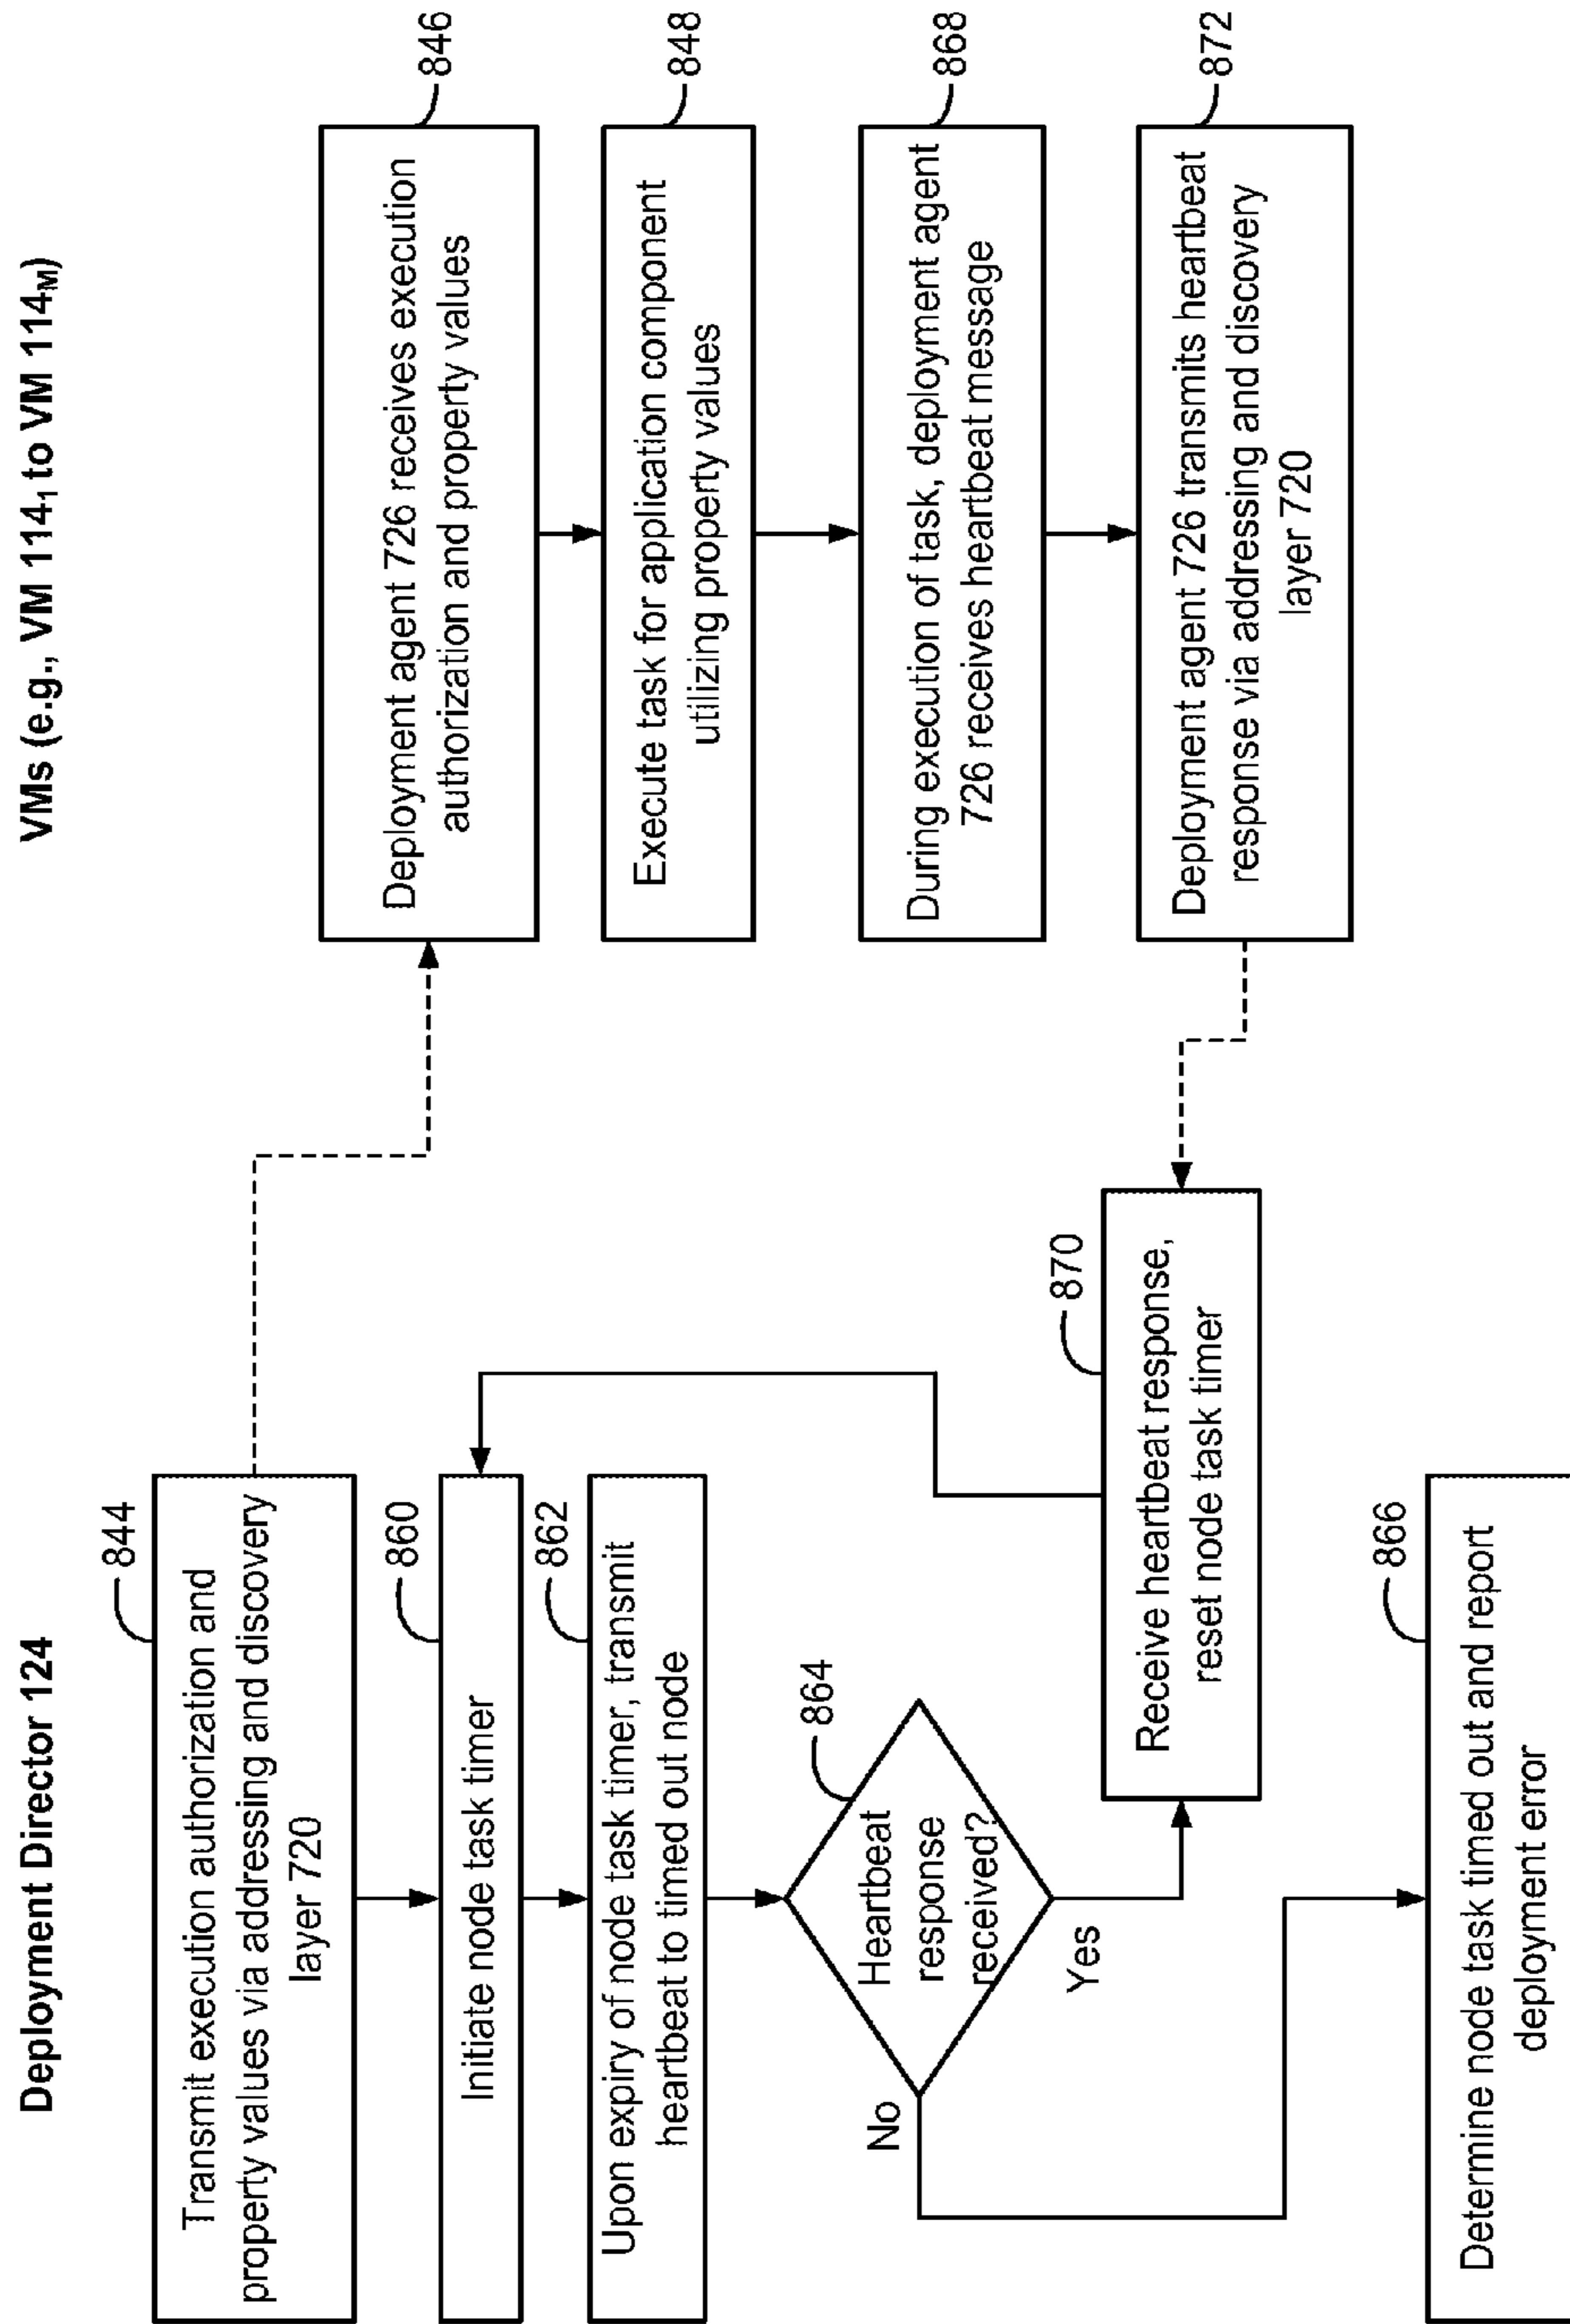 Deployment Director 124
VMs (e.g., VM 114₁ to VM 114ₘ)
844
Transmit execution authorization and
property values via addressing and discovery
layer 720
860
Initiate node task timer
862
Upon expiry of node task timer, transmit
heartbeat to timed out node
864
Heartbeat
response
received?
No
Yes
870
Receive heartbeat response,
reset node task timer
866
Determine node task timed out and report
deployment error
846
Deployment agent 726 receives execution
authorization and property values
848
Execute task for application component
utilizing property values
868
During execution of task, deployment agent
726 receives heartbeat message
872
Deployment agent 726 transmits heartbeat
response via addressing and discovery
layer 720